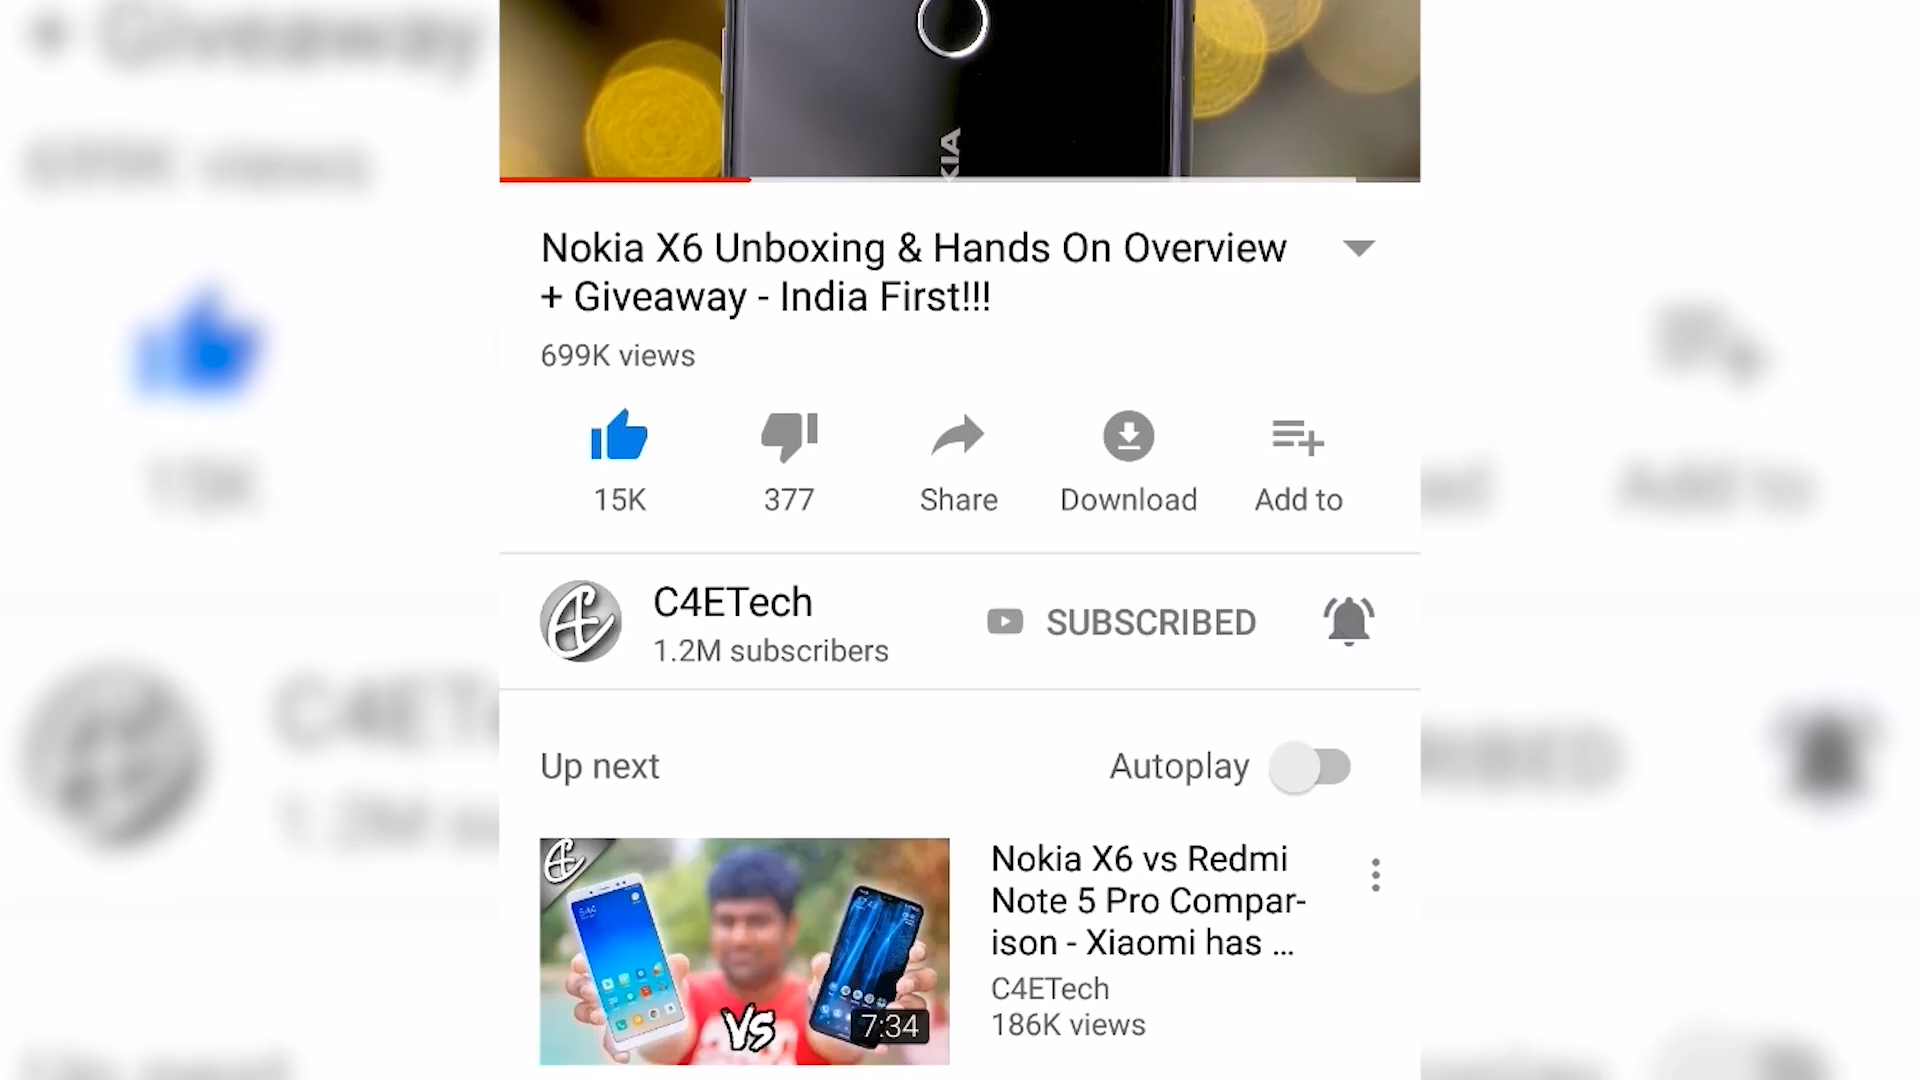 KIA
Nokia X6 Unboxing & Hands On Overview
+ Giveaway - India First!!!
699K views
15K
377
Share
Download
Add to
C4ETech
1.2M subscribers
SUBSCRIBED
Up next
Autoplay
VS
7:34
Nokia X6 vs Redmi
Note 5 Pro Compar-
ison - Xiaomi has ...
C4ETech
186K views